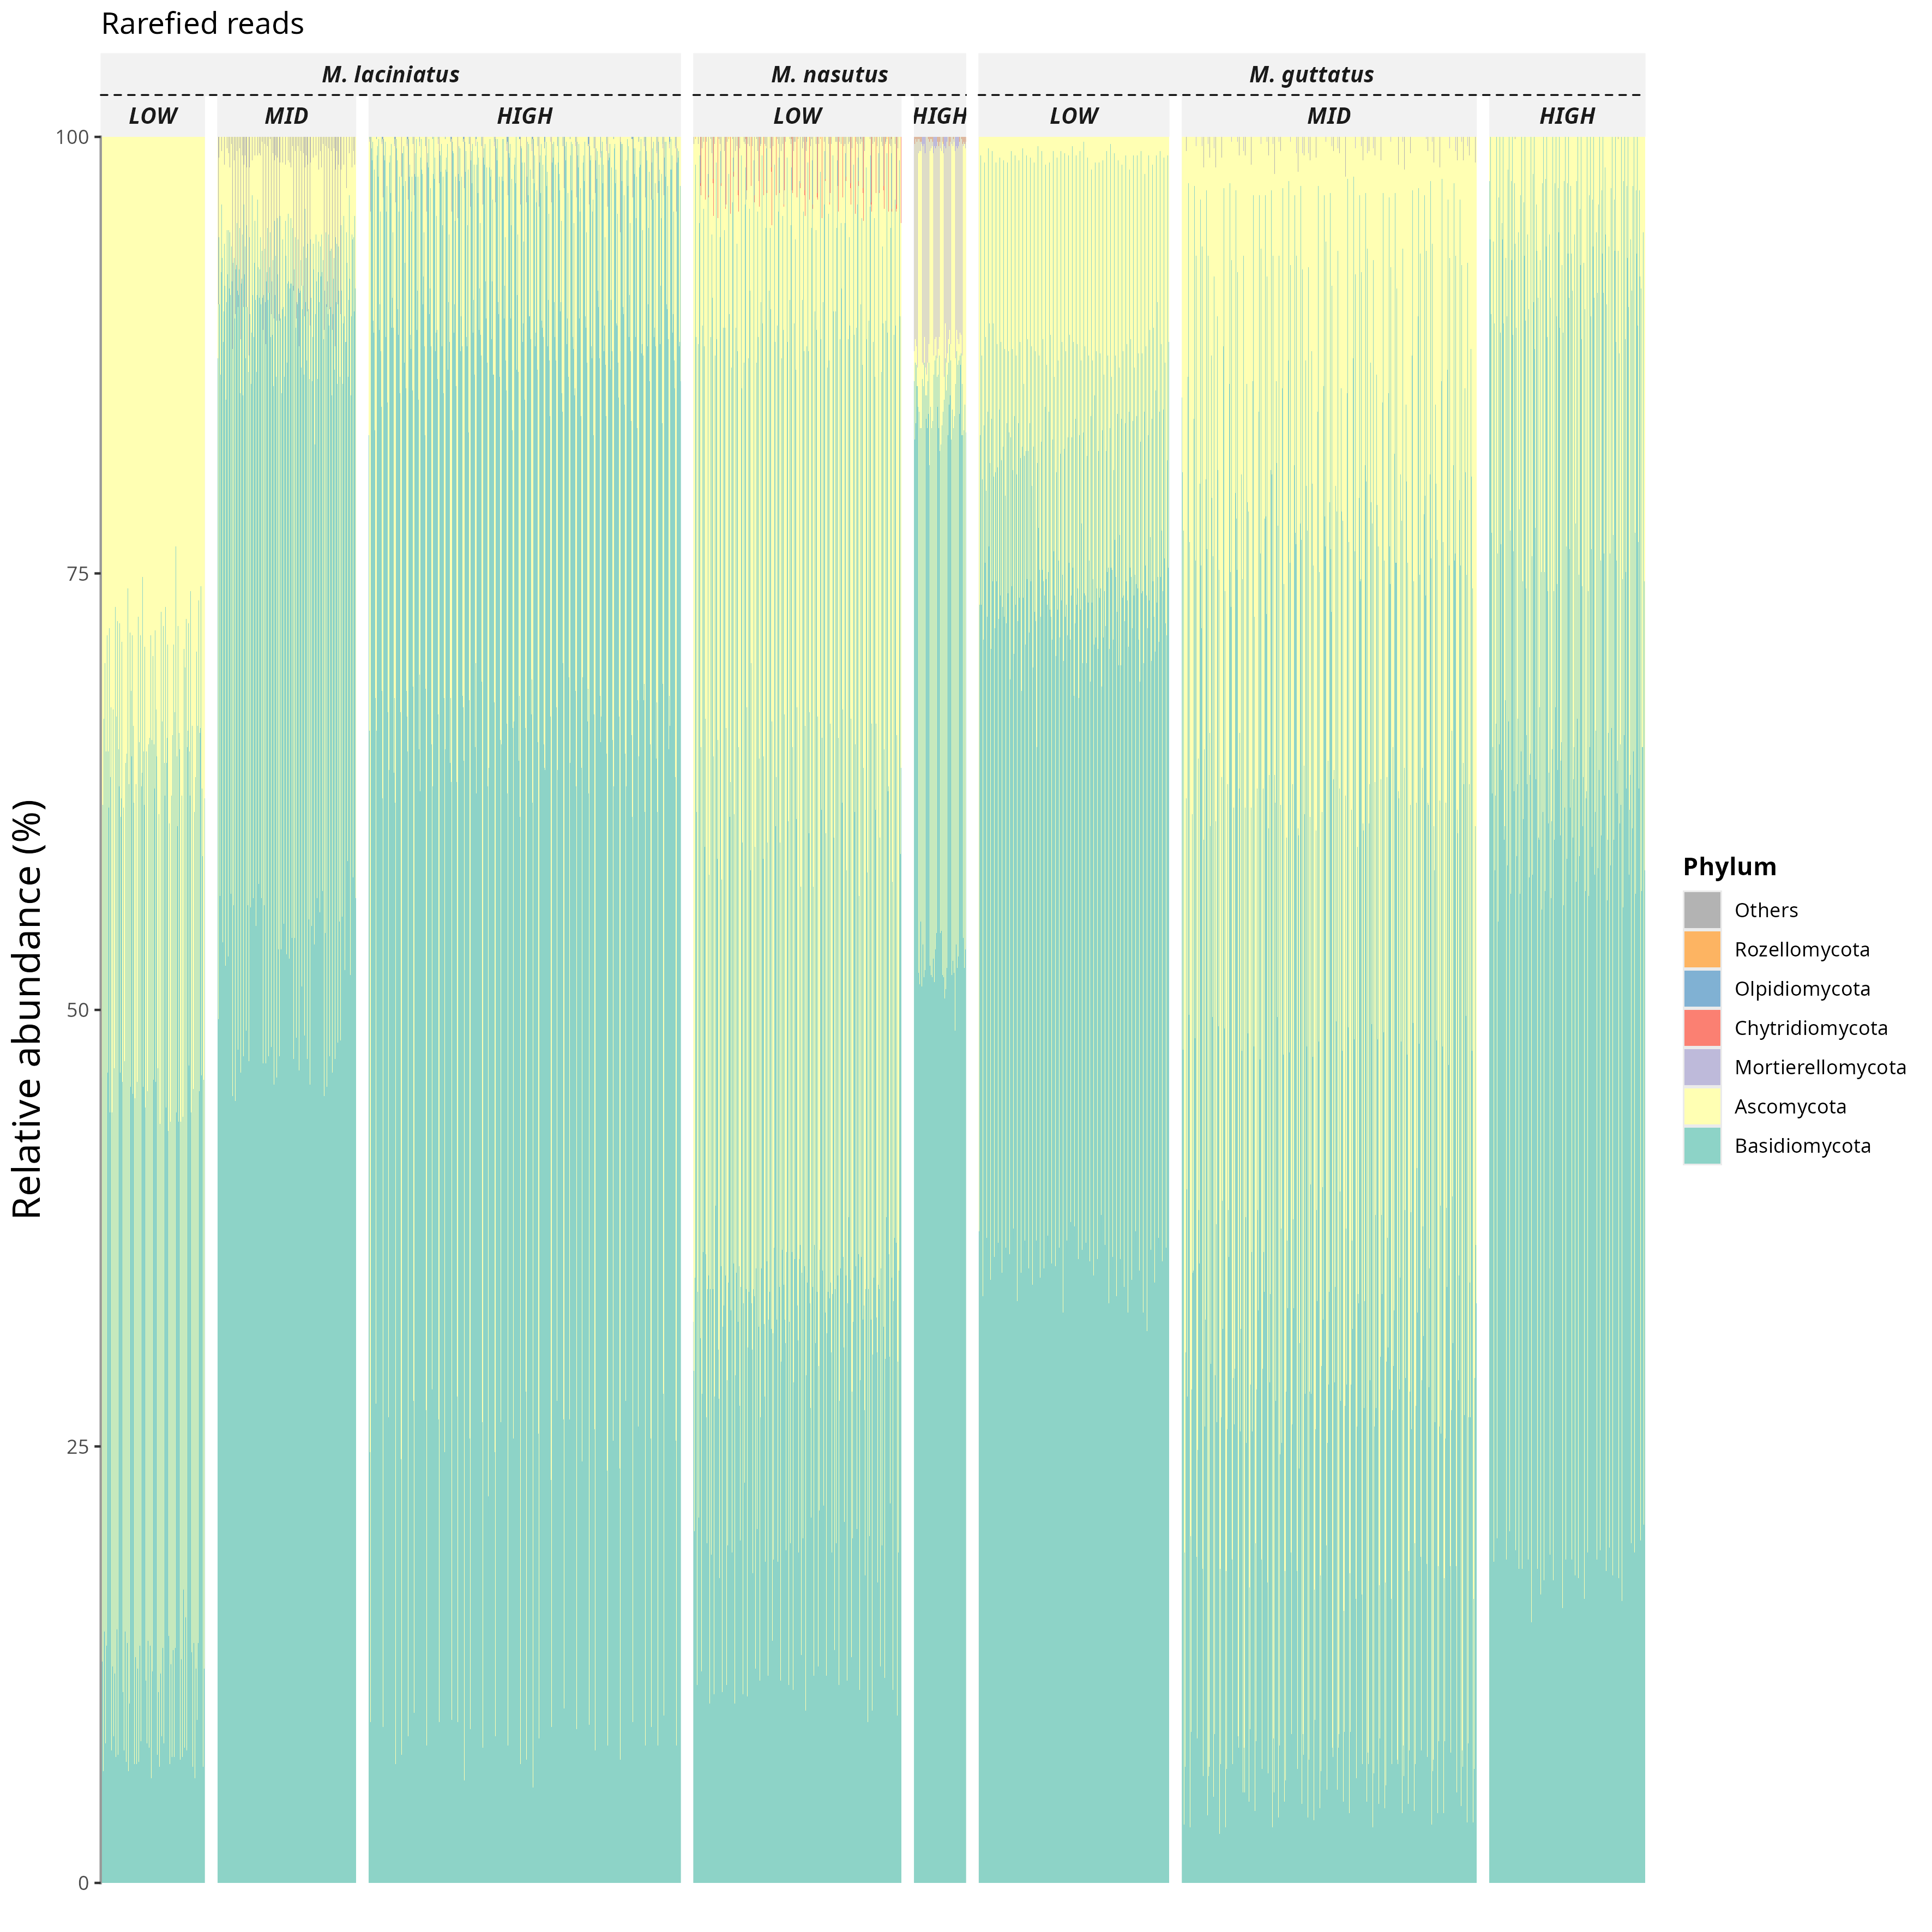 Rarefied reads
M. laciniatus M. nasutus M. guttatus
LOW MID HIGH LOW HIGH LOW MID HIGH
100
75
50
25
0
Relative abundance (%)
Phylum
Others
Rozellomycota
Olpidiomycota
Chytridiomycota
Mortierellomycota
Ascomycota
Basidiomycota